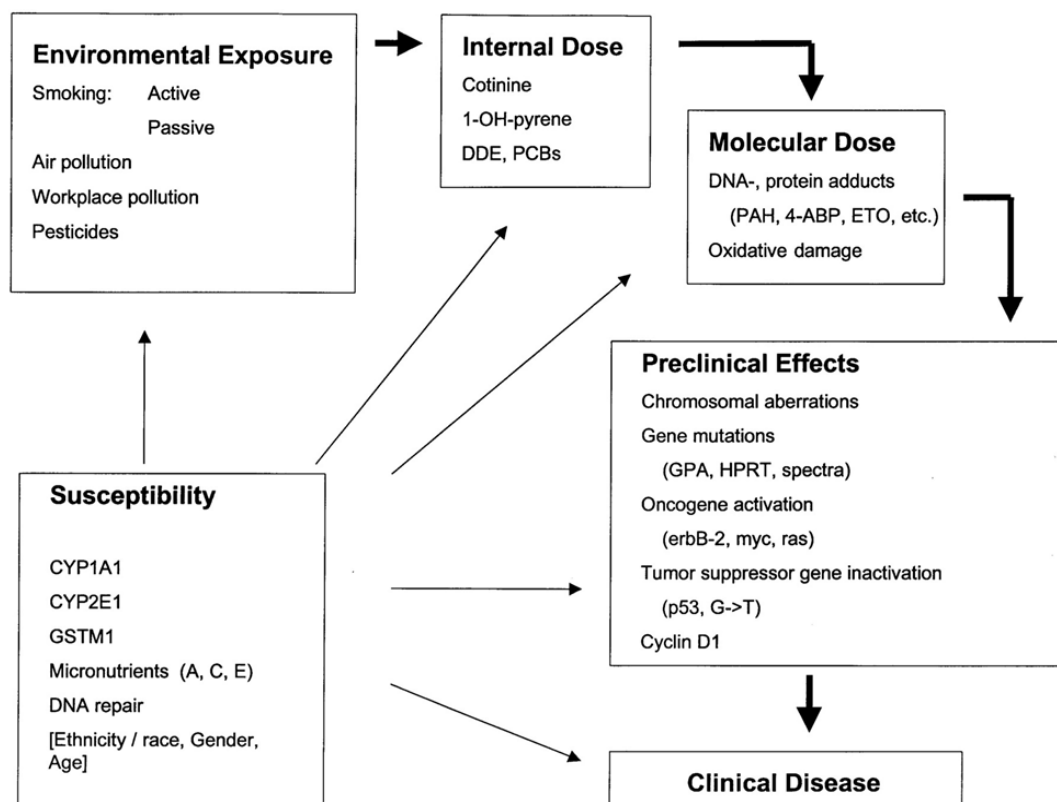 Environmental Exposure
Smoking: Active
Passive
Air pollution
Workplace pollution
Pesticides
Internal Dose
Cotinine
1-OH-pyrene
DDE, PCBs
Molecular Dose
DNA-, protein adducts
(PAH, 4-ABP, ETO, etc.)
Oxidative damage
Preclinical Effects
Chromosomal aberrations
Gene mutations
(GPA, HPRT, spectra)
Oncogene activation
(erbB-2, myc, ras)
Tumor suppressor gene inactivation
(p53, G->T)
Cyclin D1
Susceptibility
CYP1A1
CYP2E1
GSTM1
Micronutrients (A, C, E)
DNA repair
[Ethnicity / race, Gender,
Age]
Clinical Disease